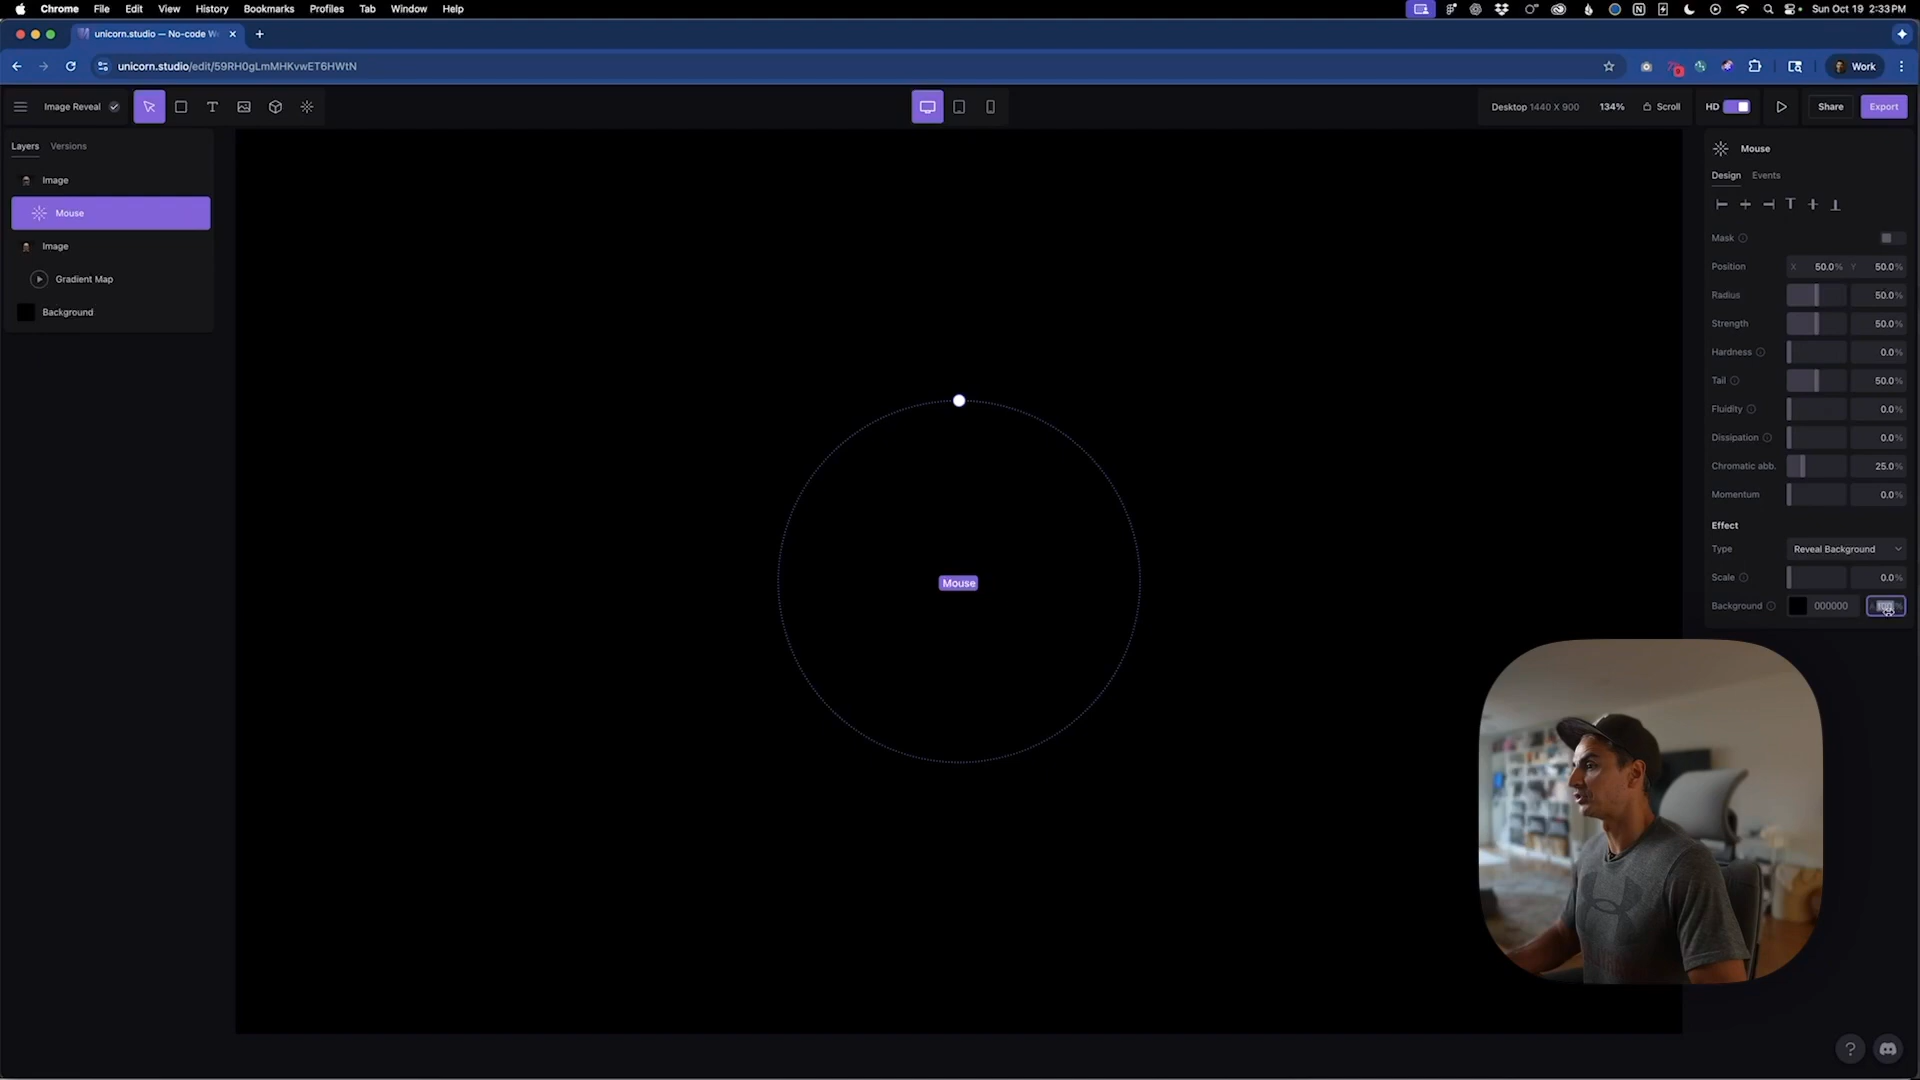 Chrome File Edit View History Bookmarks Profiles Tab Window Help
Sun Oct 19 2:33 PM
unicorn.studio — No-code W
unicorn.studio/edit/59RH0gLmMHKvwET6HWtN
Work
Image Reveal
T
Desktop 1440 X 900 134% Scroll HD Share Export
Layers Versions
Image
Mouse
Image
Gradient Map
Background
Mouse
Mouse
Design Events
Mask
Position X 50.0% Y 50.0%
Radius 50.0%
Strength 50.0%
Hardness 0.0%
Tail 50.0%
Fluidity 0.0%
Dissipation 0.0%
Chromatic abb. 25.0%
Momentum 0.0%
Effect
Type Reveal Background
Scale 0.0%
Background 000000
?